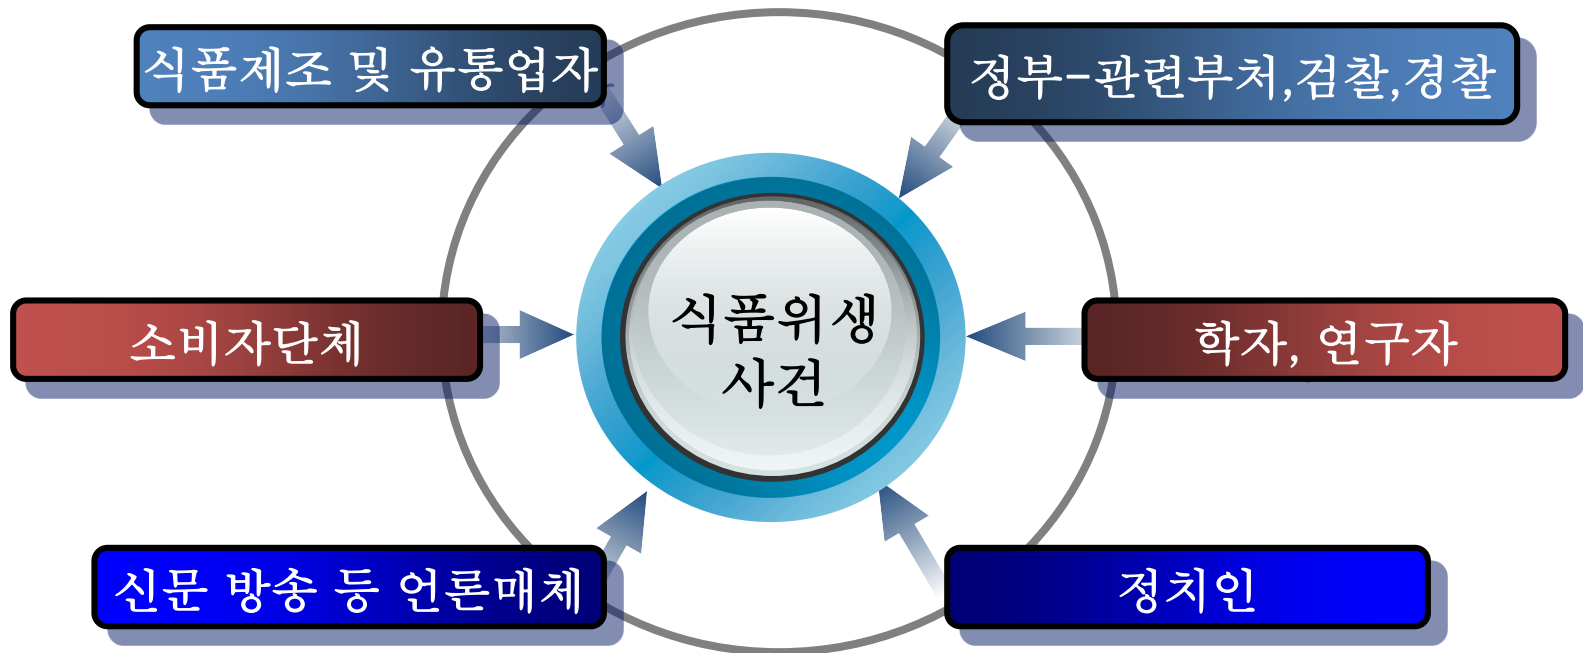 식품제조 및 유통업자
정부-관련부처,검찰,경찰
소비자단체
식품위생
사건
학자, 연구자
신문 방송 등 언론매체
정치인